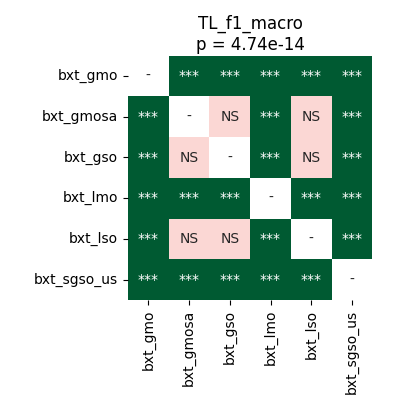 TL_f1_macro
p = 4.74e-14
bxt_gmo - *** *** *** *** ***
bxt_gmosa *** - NS *** NS ***
bxt_gso *** NS - *** NS ***
bxt_lmo *** *** *** - *** ***
bxt_lso *** NS NS *** - ***
bxt_sgso_us *** *** *** *** *** -
bxt_gmo bxt_gmosa bxt_gso bxt_lmo bxt_lso bxt_sgso_us